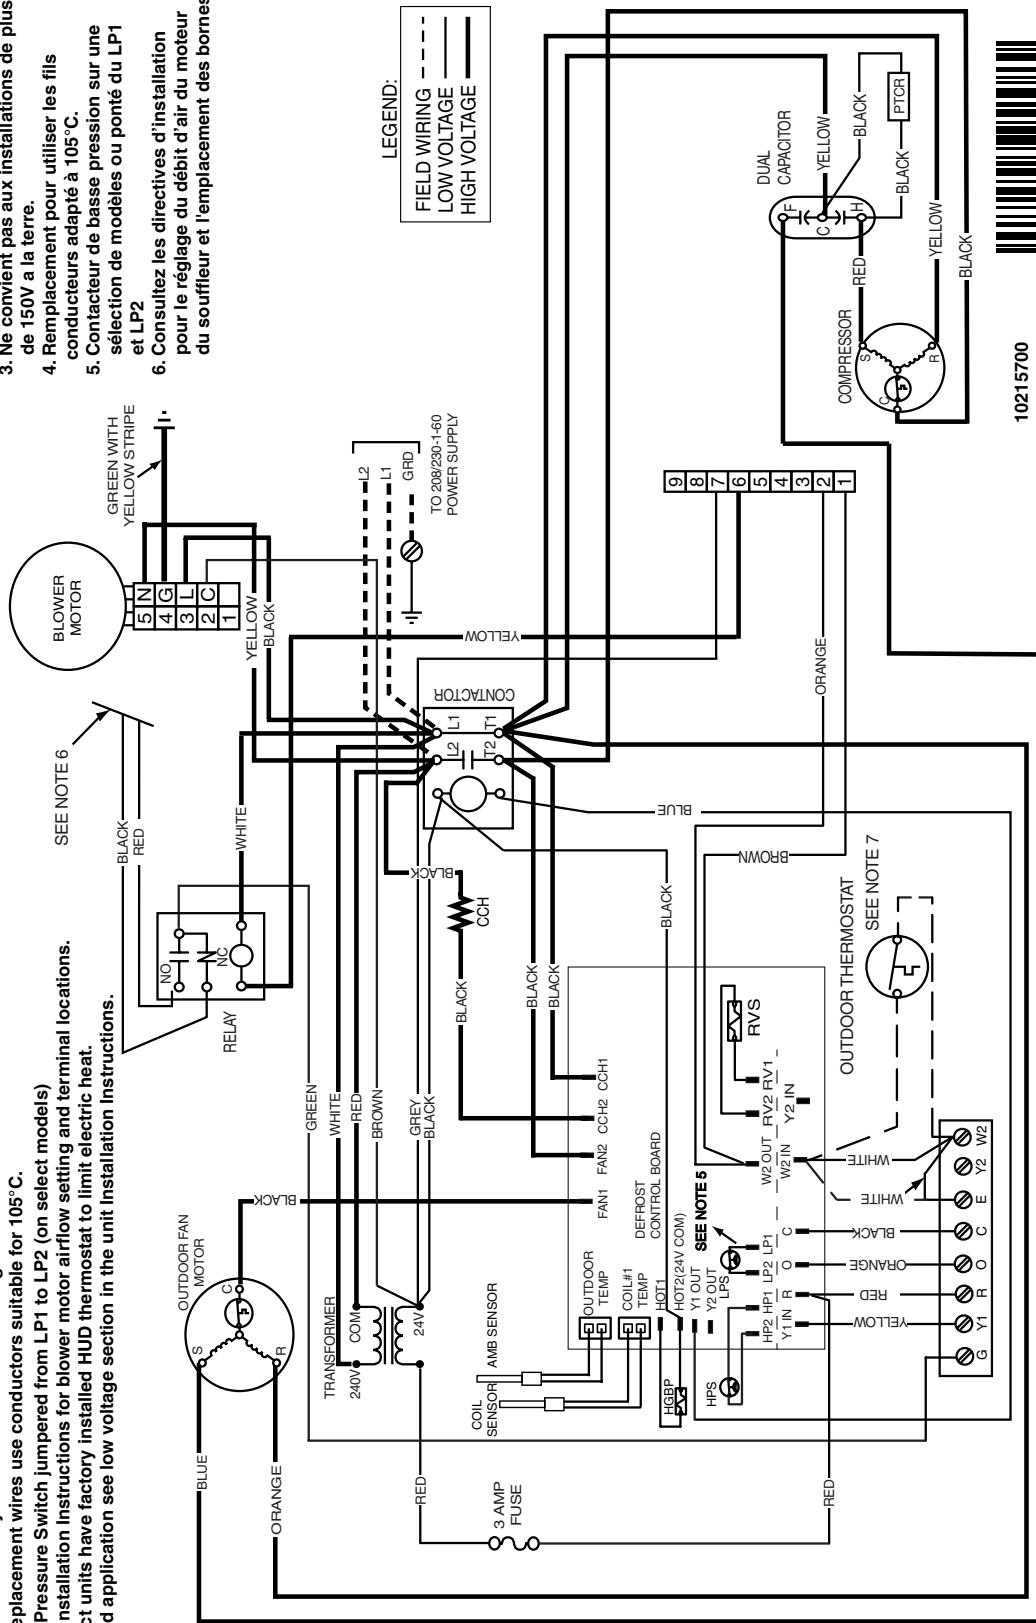 eplacement wires use conductors suitable for 105°C.
Pressure Switch jumpered from LP1 to LP2 (on select models)
nstallation Instructions for blower motor airflow setting and terminal locations.
ct units have factory installed HUD thermostat to limit electric heat.
d application see low voltage section in the unit Installation Instructions.
3. Ne convient pas aux installations de plus
de 150V a la terre.
4. Remplacement pour utiliser les fils
conducteurs adapté à 105°C.
5. Contacteur de basse pression sur une
sélection de modèles ou ponté du LP1
et LP2
6. Consultez les directives d'installation
pour le réglage du débit d'air du moteur
du souffleur et l'emplacement des bornes
LEGEND:
FIELD WIRING
LOW VOLTAGE
HIGH VOLTAGE
SEE NOTE 6
BLACK
RED
BLOWER
MOTOR
5 N
4 G
3 L
2 C
1
GREEN WITH
YELLOW STRIPE
YELLOW
BLACK
L2
L1
GRD
TO 208/230-1-60
POWER SUPPLY
RELAY
NO
NC
WHITE
GREEN
WHITE
RED
BROWN
GREY
BLACK
CONTACTOR
L2
L1
T2
T1
YELLOW
BLACK
CCH
BLACK
BLACK
BLACK
BLACK
BLUE
BROWN
ORANGE
9
8
7
6
5
4
3
2
1
DUAL
CAPACITOR
F
C
H
YELLOW
BLACK
PTCR
BLACK
RED
COMPRESSOR
S
C
R
YELLOW
BLACK
10215700
OUTDOOR FAN
MOTOR
S
C
R
BLACK
BLUE
ORANGE
TRANSFORMER
240V
COM
24V
RED
3 AMP
FUSE
RED
COIL
SENSOR
AMB SENSOR
FAN1
FAN2
CCH2
CCH1
OUTDOOR
TEMP
COIL#1
TEMP
DEFROST
CONTROL BOARD
HOT1
HOT2(24V COM)
Y1 OUT
Y2 OUT
SEE NOTE 5
HGBP
HPS
LPS
HP2
HP1
LP2
LP1
Y1 IN
R
O
C
W2 OUT
W2 IN
RV2
RV1
Y2 IN
RVS
OUTDOOR THERMOSTAT
SEE NOTE 7
YELLOW
RED
ORANGE
BLACK
WHITE
WHITE
G
Y1
R
O
C
E
Y2
W2